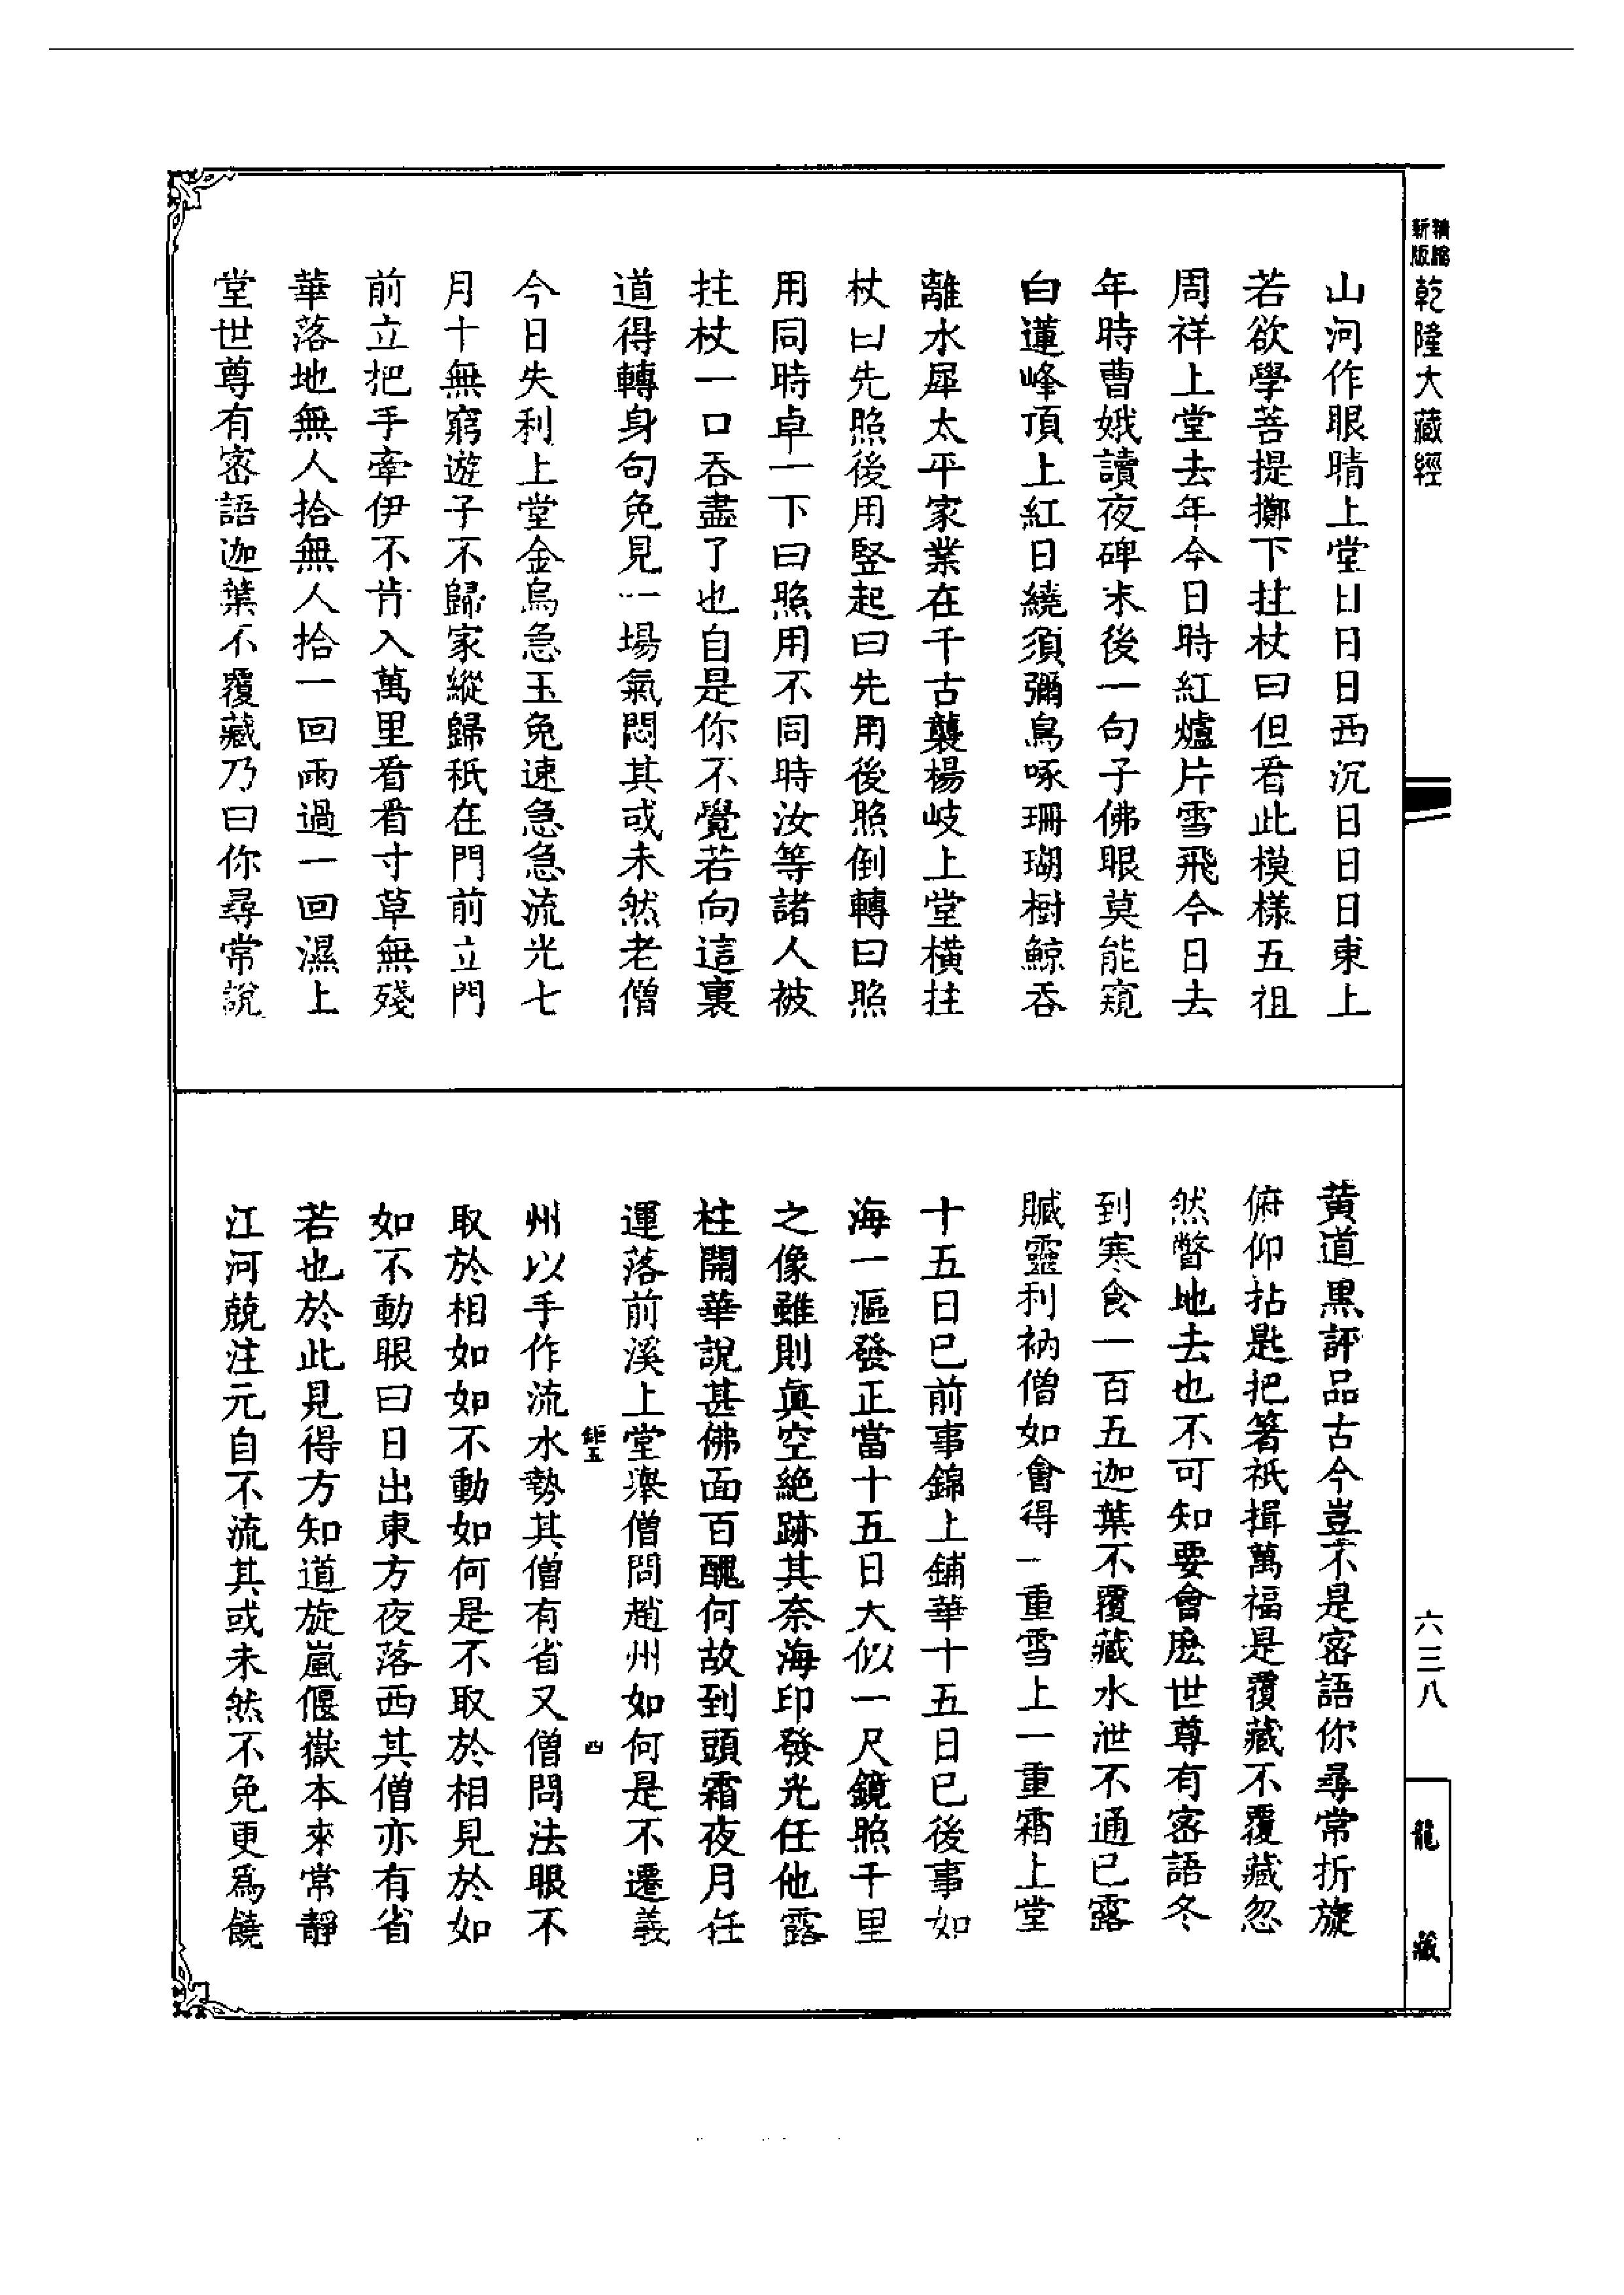 新版精縮乾隆大藏經
六三八
龍藏
山河作眼睛上堂日日日西沉日日日東上
若欲學菩提擲下拄杖曰但看此模樣五祖
周祥上堂去年今日時紅爐片雪飛今日去
年時曹娥讀夜碑末後一句子佛眼莫能窺
白蓮峰頂上紅日繞須彌鳥啄珊瑚樹鯨吞
離水犀太平家業在千古襲楊岐上堂橫拄
杖曰先照後用竪起曰先用後照倒轉曰照
用同時卓一下曰照用不同時汝等諸人被
拄杖一口吞盡了也自是你不覺若向這裏
道得轉身句免見一場氣悶其或未然老僧
今日失利上堂金烏急玉兔速急急流光七
月十無窮遊子不歸家縱歸秖在門前立門
前立把手牽伊不肯入萬里看看寸草無殘
華落地無人拾無人拾一回雨過一回濕上
堂世尊有密語迦葉不覆藏乃曰你尋常說
黃道黑評品古今豈不是密語你尋常折旋
俯仰拈匙把箸祇揖萬福是覆藏不覆藏忽
然瞥地去也不可知要會麽世尊有密語冬
到寒食一百五迦葉不覆藏水泄不通已露
贓靈利衲僧如會得一重雪上一重霜上堂
十五日已前事錦上鋪華十五日已後事如
海一漚發正當十五日大似一尺鏡照千里
之像雖則眞空絕跡其奈海印發光任他露
柱開華說甚佛面百醜何故到頭霜夜月任
運落前溪上堂舉僧問趙州如何是不遷義
鉅五 四
州以手作流水勢其僧有省又僧問法眼不
取於相如如不動如何是不取於相見於如
如不動眼曰日出東方夜落西其僧亦有省
若也於此見得方知道旋嵐偃嶽本來常靜
江河兢注元自不流其或未然不免更爲饒